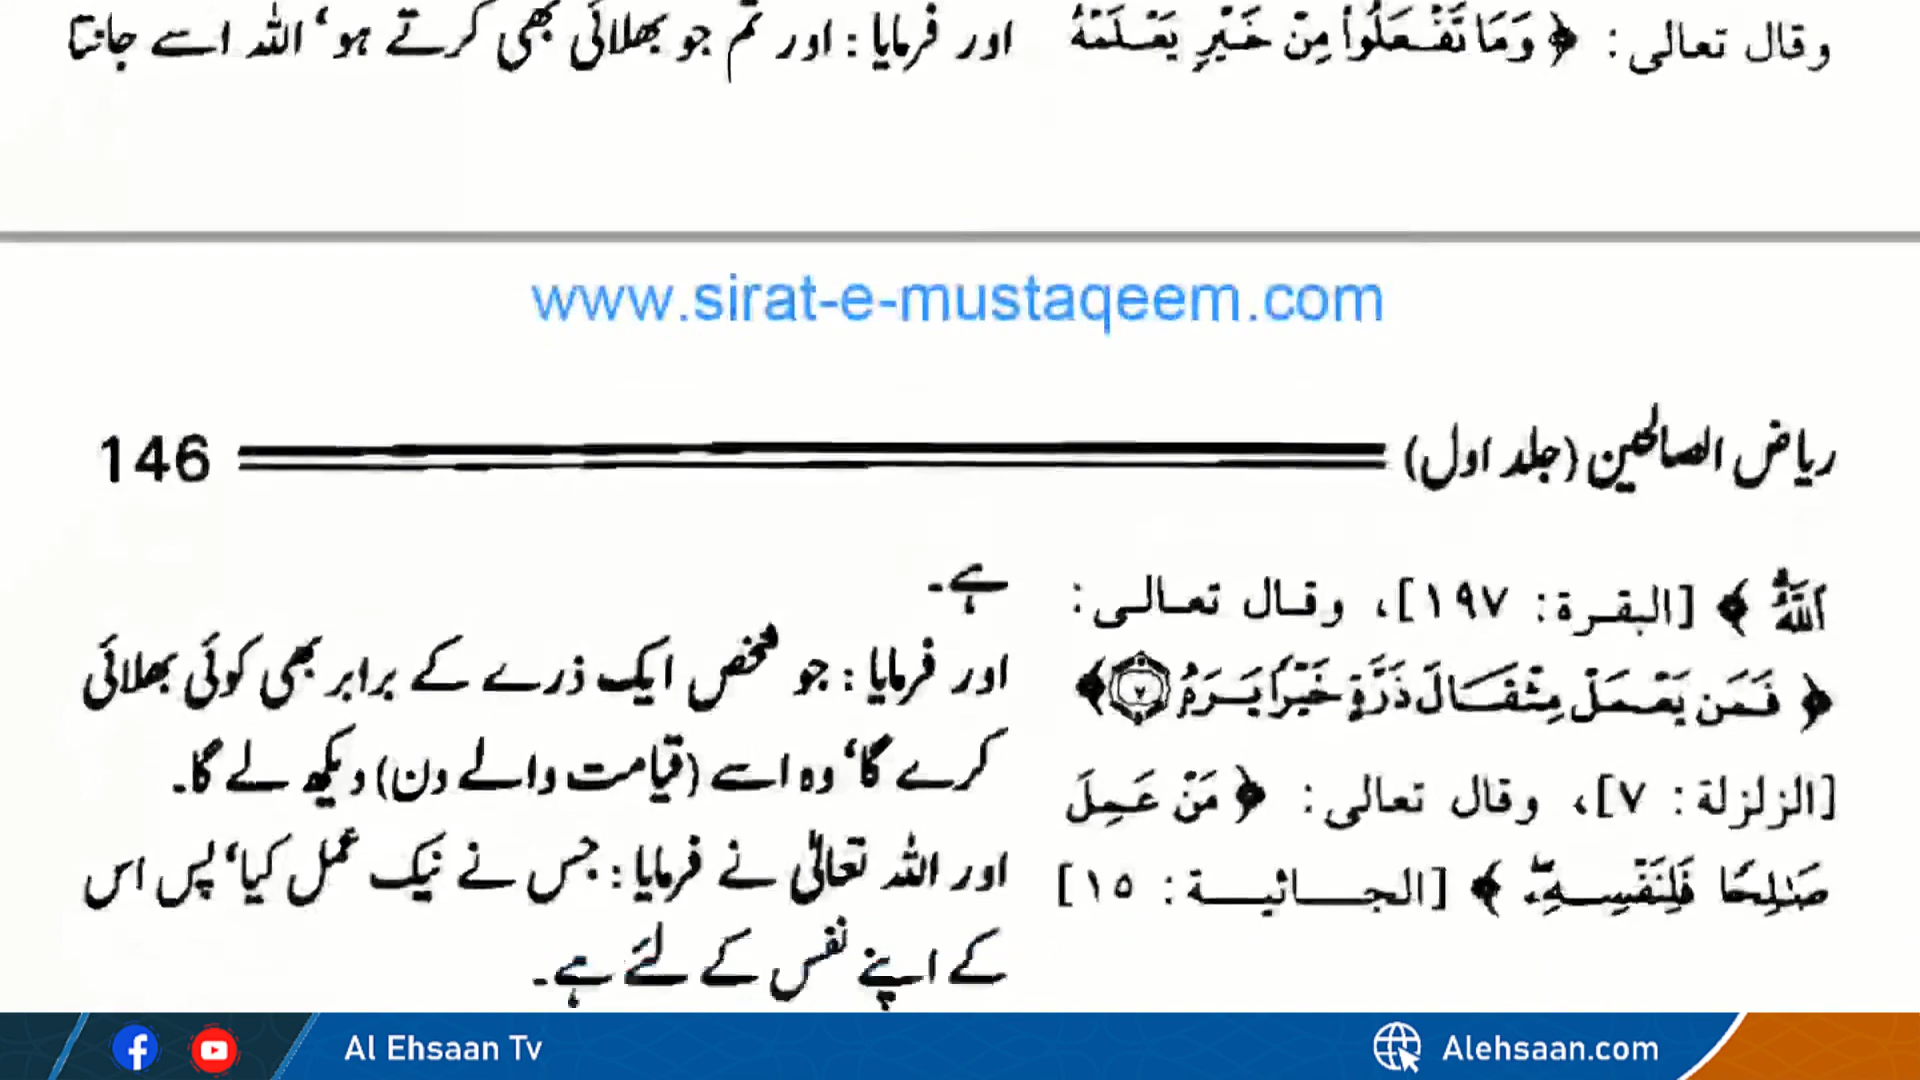 وقال تعالى: ﴿وَمَا تَفْعَلُوا۟ مِنْ خَيْرٍ يَعْلَمْهُ
اور فرمایا : اور تم جو بھلائی بھی کرتے ہو‘ اللہ اسے جانتا
www.sirat-e-mustaqeem.com
ریاض الصالحین (جلد اول)
146
ٱللَّهُ﴾ [البقرة: ١٩٧]، وقال تعالى:
﴿فَمَن يَعْمَلْ مِثْقَالَ ذَرَّةٍ خَيْرًا يَرَهُۥ ۷﴾
[الزلزلة: ٧]، وقال تعالى: ﴿مَنْ عَمِلَ
صَٰلِحًا فَلِنَفْسِهِۦ﴾ [الجاثية: ١٥]
ہے۔
اور فرمایا : جو شخص ایک ذرے کے برابر بھی کوئی بھلائی
کرے گا‘ وہ اسے (قیامت والے دن) دیکھ لے گا۔
اور اللہ تعالیٰ نے فرمایا : جس نے نیک عمل کیا‘ پس اس
کے اپنے نفس کے لئے ہے۔
Al Ehsaan Tv
Alehsaan.com